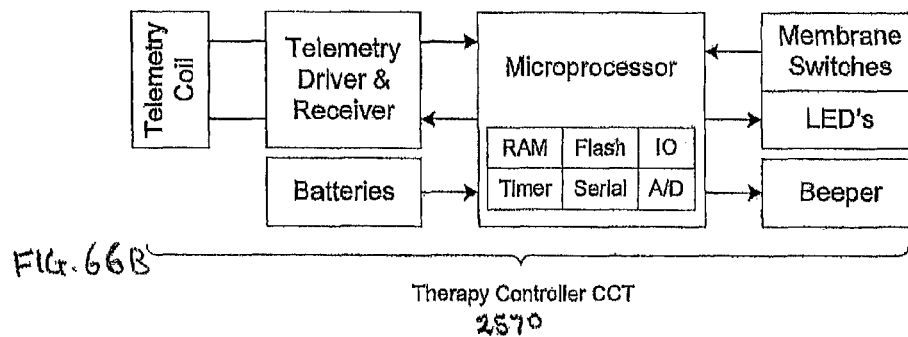 Telemetry
Coil
Telemetry
Driver &
Receiver
Batteries
Microprocessor
RAM Flash IO
Timer Serial A/D
Membrane
Switches
LED's
Beeper
FIG. 66B
Therapy Controller CCT
2570